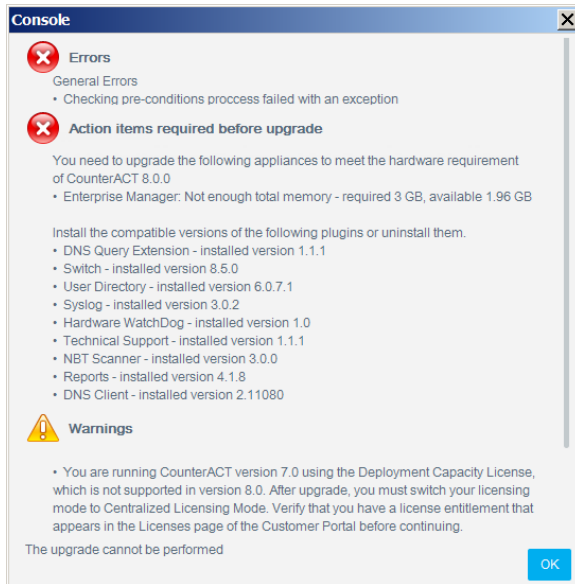 Console
Errors
General Errors
• Checking pre-conditions proccess failed with an exception
Action items required before upgrade
You need to upgrade the following appliances to meet the hardware requirement
of CounterACT 8.0.0
• Enterprise Manager: Not enough total memory - required 3 GB, available 1.96 GB
Install the compatible versions of the following plugins or uninstall them.
• DNS Query Extension - installed version 1.1.1
• Switch - installed version 8.5.0
• User Directory - installed version 6.0.7.1
• Syslog - installed version 3.0.2
• Hardware WatchDog - installed version 1.0
• Technical Support - installed version 1.1.1
• NBT Scanner - installed version 3.0.0
• Reports - installed version 4.1.8
• DNS Client - installed version 2.11080
Warnings
• You are running CounterACT version 7.0 using the Deployment Capacity License,
which is not supported in version 8.0. After upgrade, you must switch your licensing
mode to Centralized Licensing Mode. Verify that you have a license entitlement that
appears in the Licenses page of the Customer Portal before continuing.
The upgrade cannot be performed
OK